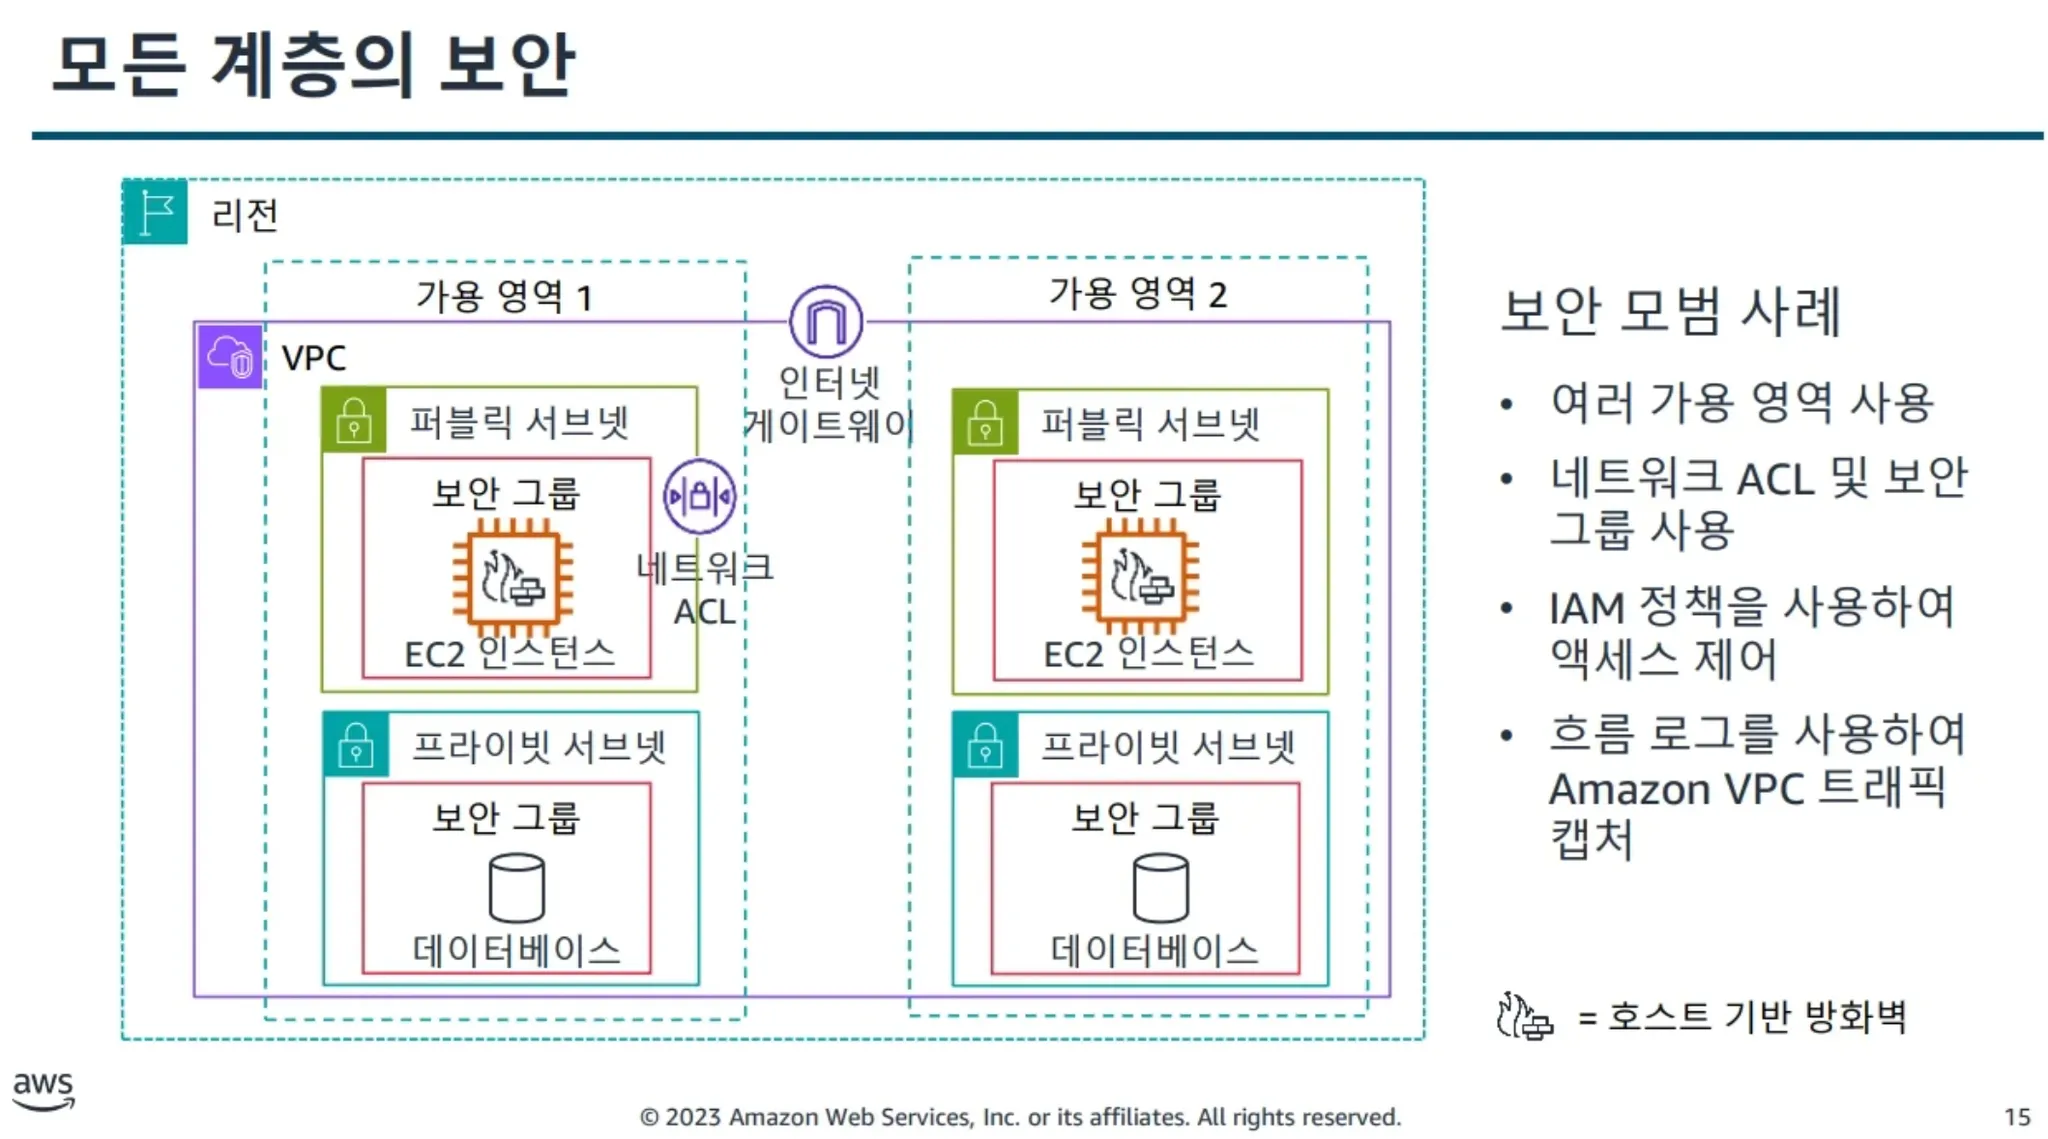 모든 계층의 보안
리전
가용 영역 1
가용 영역 2
VPC
인터넷
게이트웨이
퍼블릭 서브넷
보안 그룹
EC2 인스턴스
네트워크
ACL
퍼블릭 서브넷
보안 그룹
EC2 인스턴스
프라이빗 서브넷
보안 그룹
데이터베이스
프라이빗 서브넷
보안 그룹
데이터베이스
보안 모범 사례
• 여러 가용 영역 사용
• 네트워크 ACL 및 보안
그룹 사용
• IAM 정책을 사용하여
액세스 제어
• 흐름 로그를 사용하여
Amazon VPC 트래픽
캡처
= 호스트 기반 방화벽
aws
© 2023 Amazon Web Services, Inc. or its affiliates. All rights reserved.
15